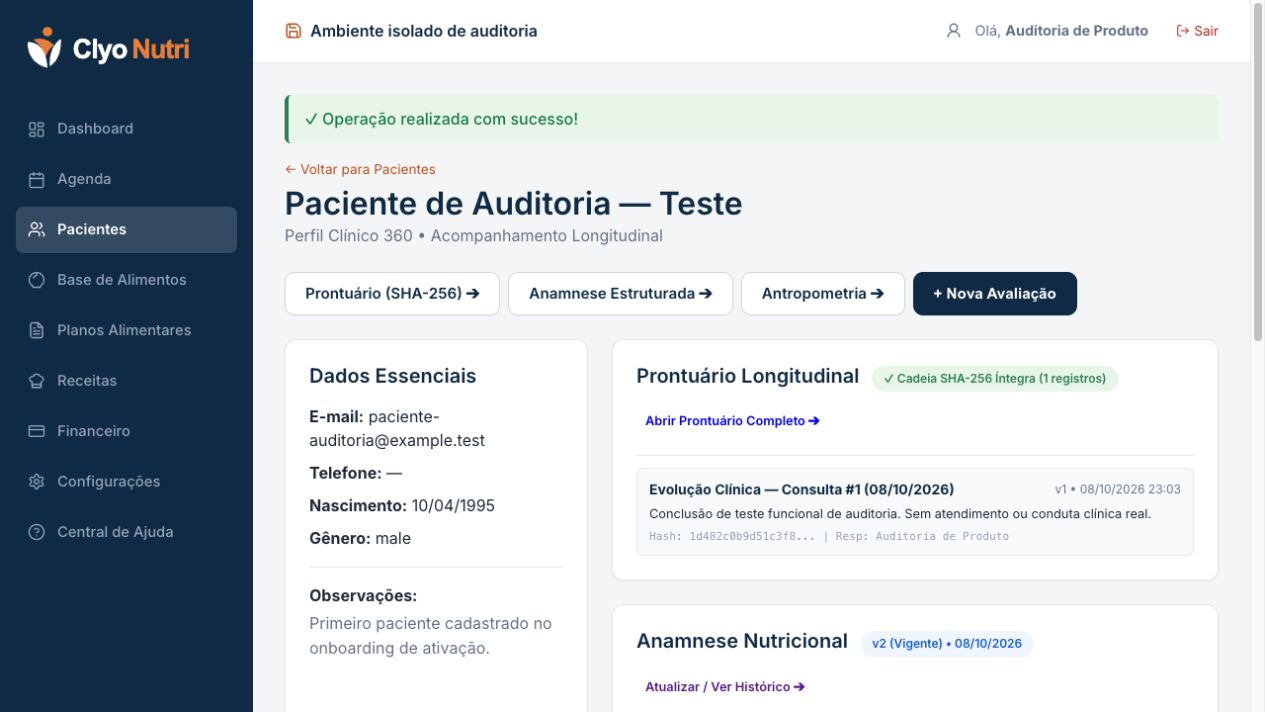 Clyo Nutri
Dashboard
Agenda
Pacientes
Base de Alimentos
Planos Alimentares
Receitas
Financeiro
Configurações
Central de Ajuda
Ambiente isolado de auditoria
Olá, Auditoria de Produto
Sair
✓ Operação realizada com sucesso!
← Voltar para Pacientes
Paciente de Auditoria — Teste
Perfil Clínico 360 • Acompanhamento Longitudinal
Prontuário (SHA-256) ➔
Anamnese Estruturada ➔
Antropometria ➔
+ Nova Avaliação
Dados Essenciais
E-mail: paciente-
auditoria@example.test
Telefone: —
Nascimento: 10/04/1995
Gênero: male
Observações:
Primeiro paciente cadastrado no
onboarding de ativação.
Prontuário Longitudinal
✓ Cadeia SHA-256 Íntegra (1 registros)
Abrir Prontuário Completo ➔
Evolução Clínica — Consulta #1 (08/10/2026)
v1 • 08/10/2026 23:03
Conclusão de teste funcional de auditoria. Sem atendimento ou conduta clínica real.
Hash: 1d482c0b9d51c3f8... | Resp: Auditoria de Produto
Anamnese Nutricional
v2 (Vigente) • 08/10/2026
Atualizar / Ver Histórico ➔